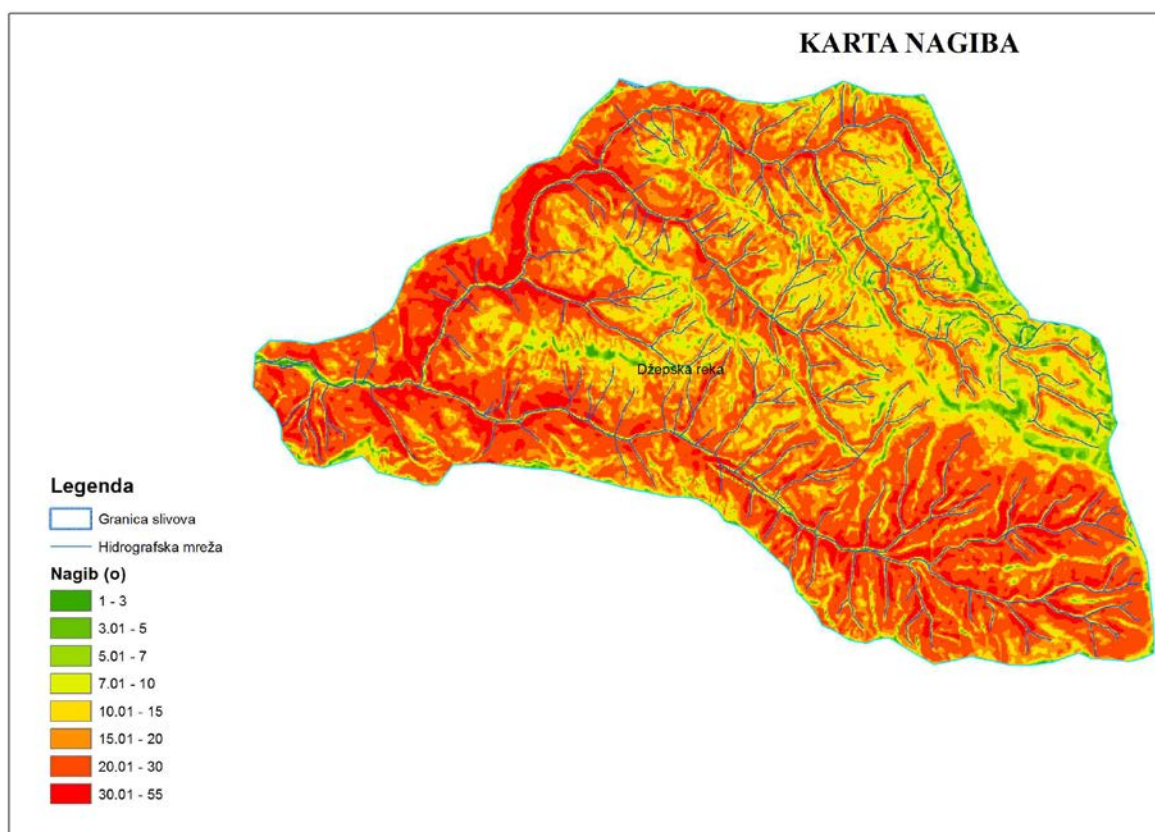 KARTA NAGIBA
Džepska reka
Legenda
Granica slivova
Hidrografska mreža
Nagib (o)
1 - 3
3.01 - 5
5.01 - 7
7.01 - 10
10.01 - 15
15.01 - 20
20.01 - 30
30.01 - 55